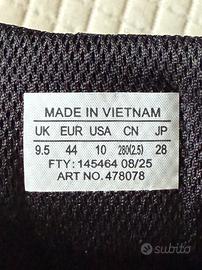 MADE IN VIETNAM
UK EUR USA CN JP
9.5 44 10 280(2.5) 28
FTY: 145464 08/25
ART NO. 478078
subito